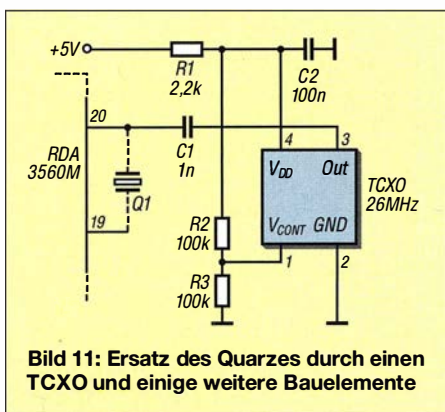 +5V
R1
2,2k
C2
100n
20
RDA
3560M
C1
1n
4
3
V_DD
Out
TCXO
26MHz
Q1
19
R2
100k
V_CONT
GND
1
2
R3
100k
Bild 11: Ersatz des Quarzes durch einen
TCXO und einige weitere Bauelemente